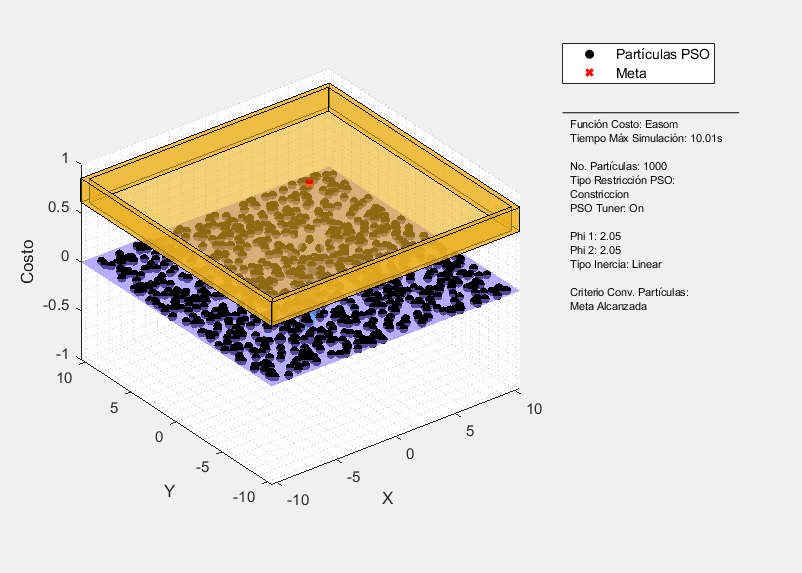 Partículas PSO
Meta
Función Costo: Easom
Tiempo Máx Simulación: 10.01s
No. Partículas: 1000
Tipo Restricción PSO:
Constriccion
PSO Tuner: On
Phi 1: 2.05
Phi 2: 2.05
Tipo Inercia: Linear
Criterio Conv. Partículas:
Meta Alcanzada
Costo
1
0.5
0
-0.5
-1
10
5
0
-5
-10
Y
-10
-5
0
5
10
X